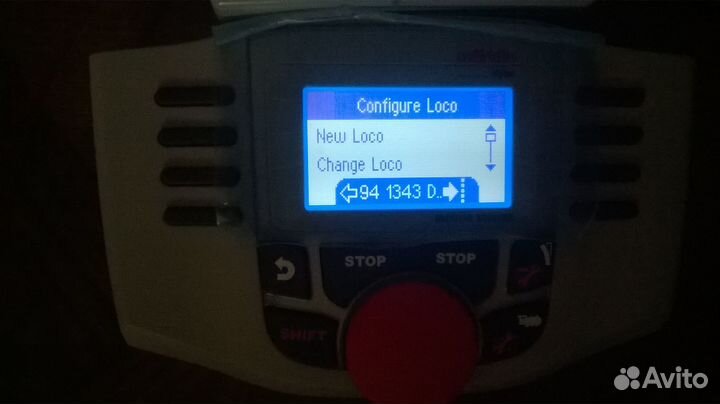 Configure Loco
New Loco
Change Loco
94 1343 D..
STOP STOP
SHIFT
Avito